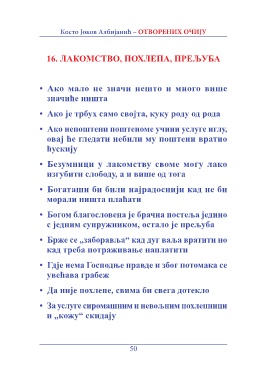 Косто Јоков Албијанић – ОТВОРЕНИХ ОЧИЈУ
16. ЛАКОМСТВО, ПОХЛЕПА, ПРЕЉУБА
• Ако мало не значи нешто и много више
значиће ништа
• Ако је трбух само својта, куку роду од рода
• Ако непоштени поштеноме учини услуге иглу,
овај ће гледати небили му поштени вратио
ћускију
• Безумници у лакомству своме могу лако
изгубити слободу, а и више од тога
• Богаташи би били најрадоснији кад не би
морали ништа плаћати
• Богом благословена је брачна постеља једино
с једним супружником, остало је прељуба
• Брже се „заборавља“ кад дуг ваља вратити но
кад треба потраживање наплатити
• Гдје нема Господње правде и због потомака се
увећава грабеж
• Да није похлепе, свима би свега дотекло
• За услуге сиромашним и невољним похлепници
и „кожу“ скидају
50